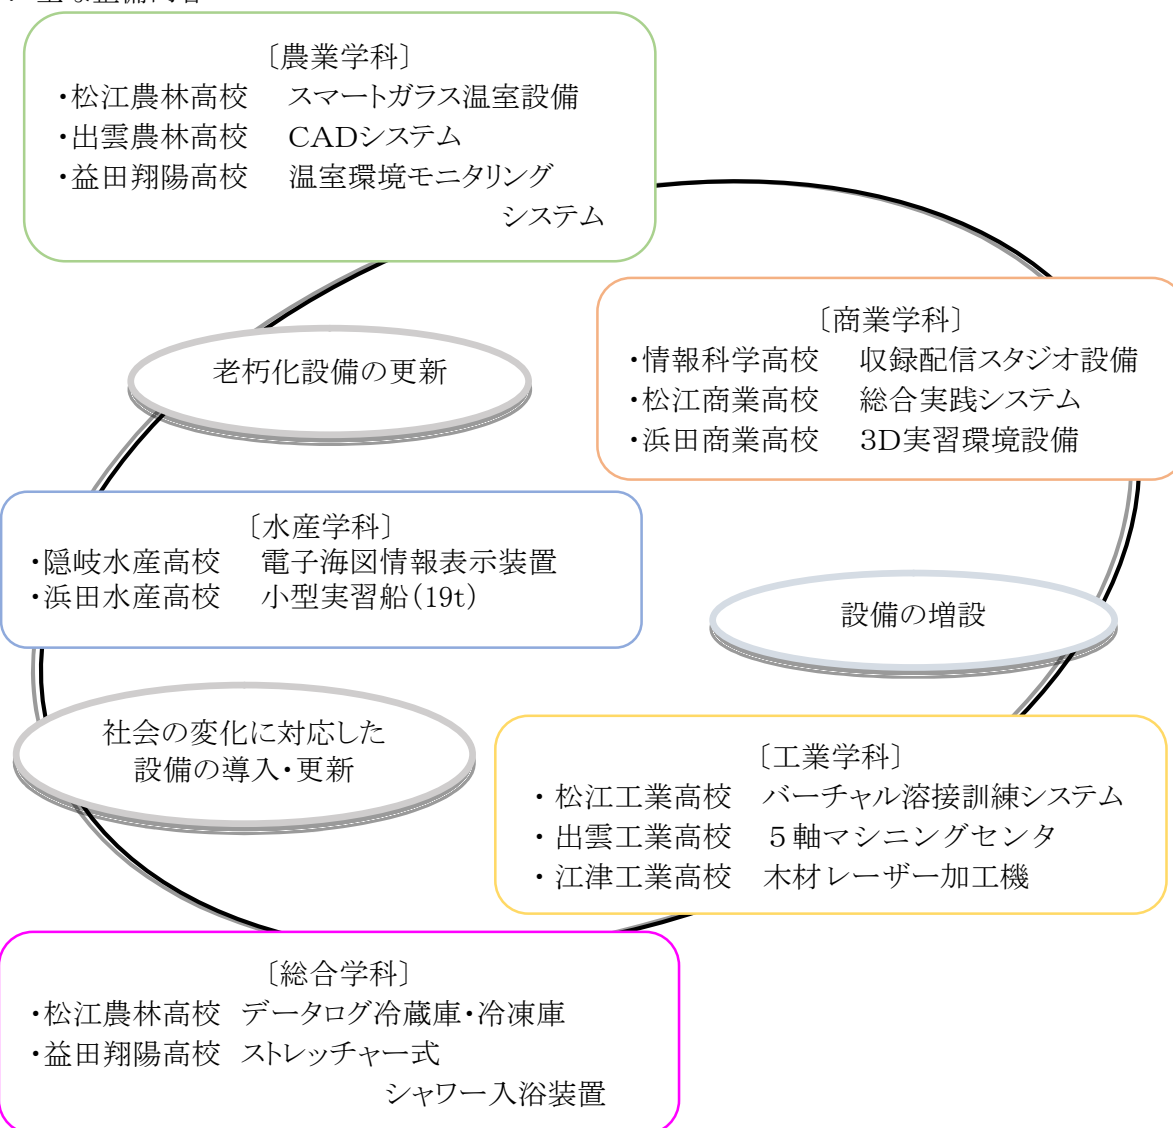 〔農業学科〕
・松江農林高校　スマートガラス温室設備
・出雲農林高校　CADシステム
・益田翔陽高校　温室環境モニタリング
システム
〔商業学科〕
・情報科学高校　収録配信スタジオ設備
・松江商業高校　総合実践システム
・浜田商業高校　3D実習環境設備
老朽化設備の更新
〔水産学科〕
・隠岐水産高校　電子海図情報表示装置
・浜田水産高校　小型実習船(19t)
設備の増設
社会の変化に対応した
設備の導入・更新
〔工業学科〕
・松江工業高校　バーチャル溶接訓練システム
・出雲工業高校　５軸マシニングセンタ
・江津工業高校　木材レーザー加工機
〔総合学科〕
・松江農林高校　データログ冷蔵庫・冷凍庫
・益田翔陽高校　ストレッチャー式
シャワー入浴装置